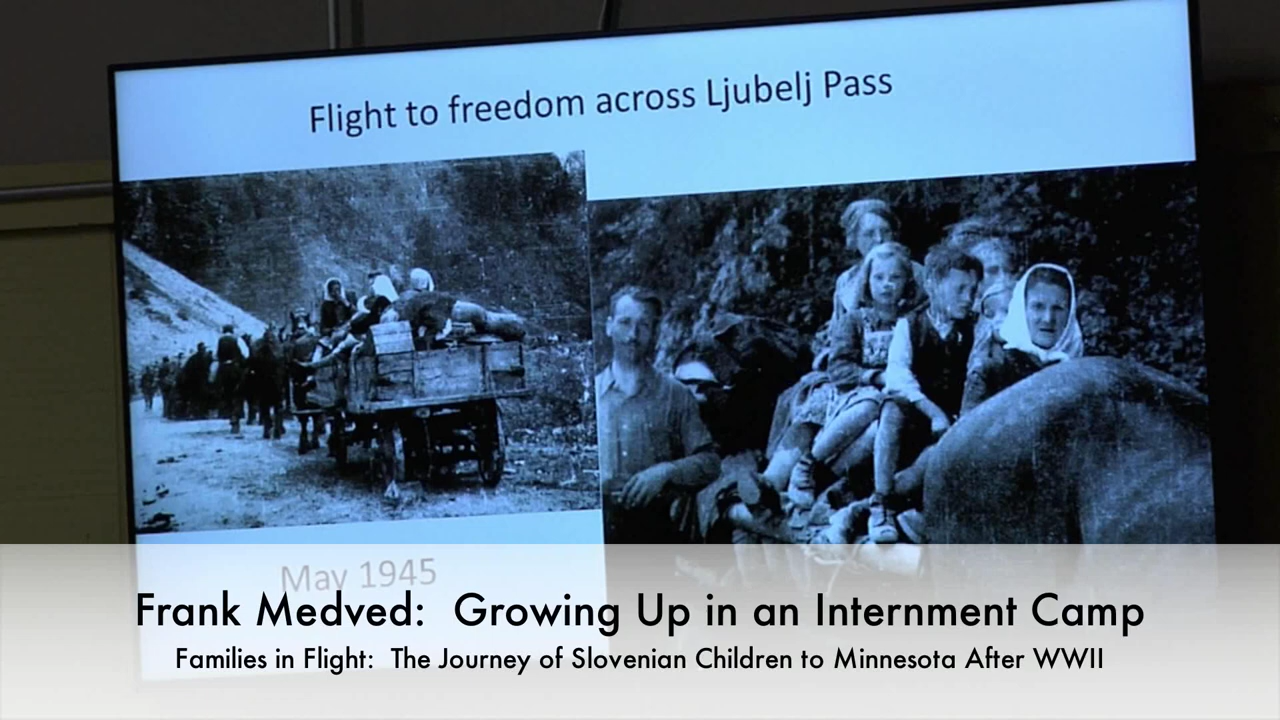 Flight to freedom across Ljubelj Pass
May 1945
Frank Medved:  Growing Up in an Internment Camp
Families in Flight:  The Journey of Slovenian Children to Minnesota After WWII